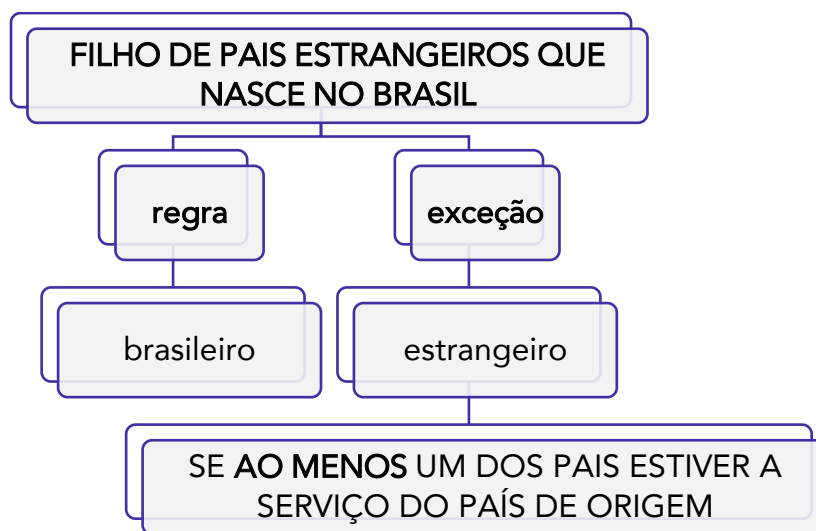 FILHO DE PAIS ESTRANGEIROS QUE
NASCE NO BRASIL
regra
exceção
brasileiro
estrangeiro
SE AO MENOS UM DOS PAIS ESTIVER A
SERVIÇO DO PAÍS DE ORIGEM